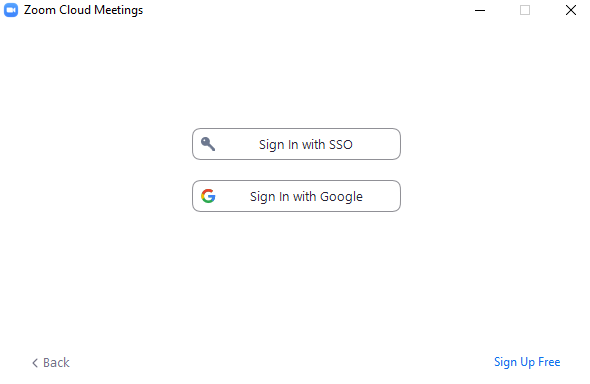 Zoom Cloud Meetings
Sign In with SSO
Sign In with Google
Back
Sign Up Free